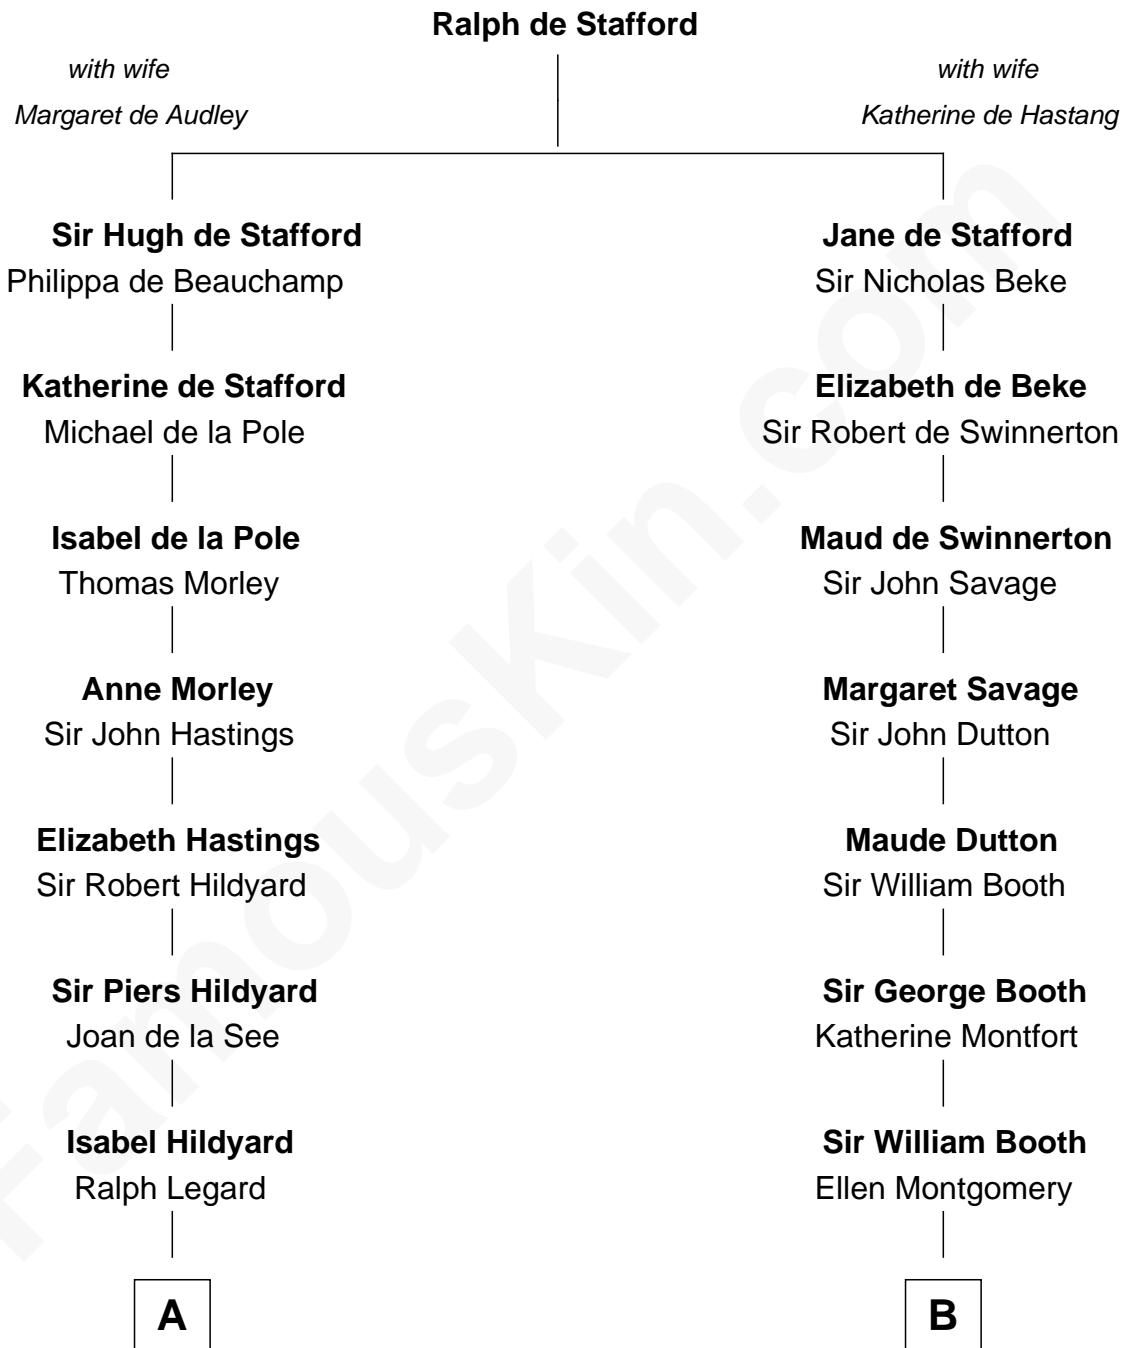 Ralph de Stafford
with wife
Margaret de Audley
with wife
Katherine de Hastang
Sir Hugh de Stafford
Philippa de Beauchamp
Jane de Stafford
Sir Nicholas Beke
Katherine de Stafford
Michael de la Pole
Elizabeth de Beke
Sir Robert de Swinnerton
Isabel de la Pole
Thomas Morley
Maud de Swinnerton
Sir John Savage
Anne Morley
Sir John Hastings
Margaret Savage
Sir John Dutton
Elizabeth Hastings
Sir Robert Hildyard
Maude Dutton
Sir William Booth
Sir Piers Hildyard
Joan de la See
Sir George Booth
Katherine Montfort
Isabel Hildyard
Ralph Legard
Sir William Booth
Ellen Montgomery
A
B
FamousKin.com